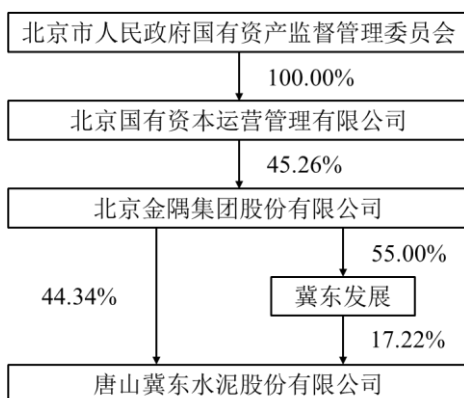 北京市人民政府国有资产监督管理委员会
100.00%
北京国有资本运营管理有限公司
45.26%
北京金隅集团股份有限公司
55.00%
44.34%
冀东发展
17.22%
唐山冀东水泥股份有限公司